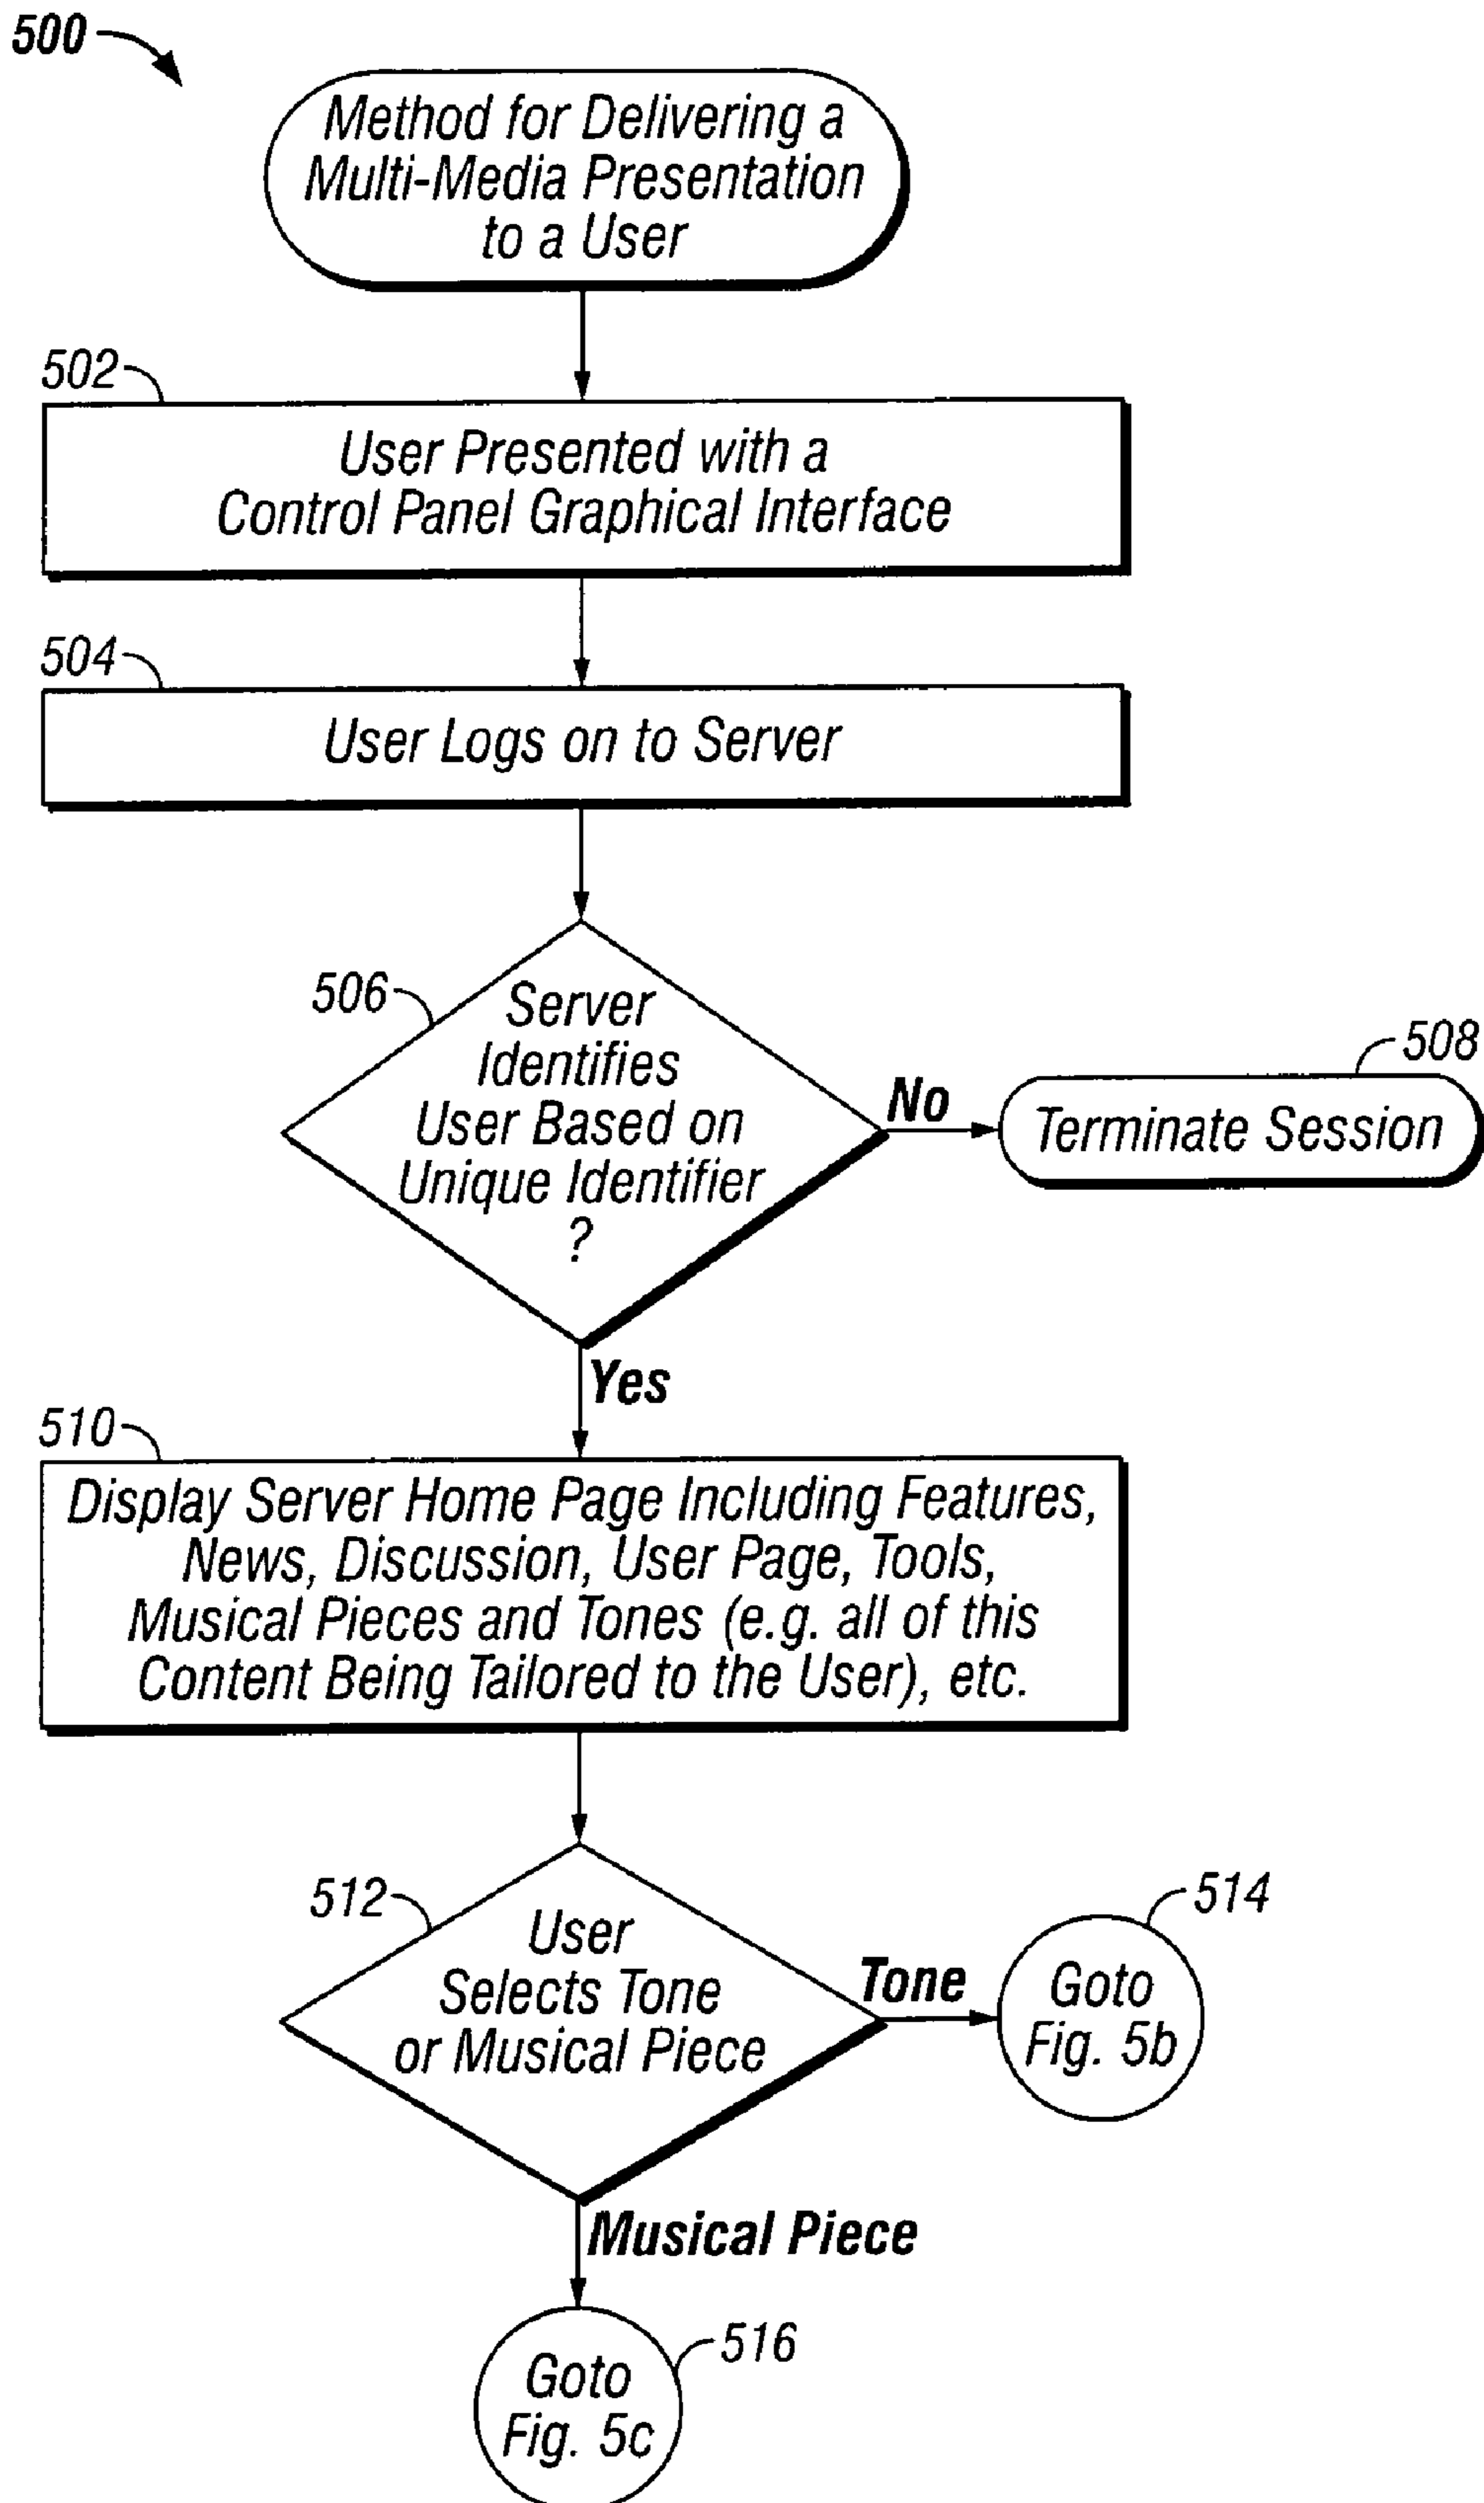 500
Method for Delivering a
Multi-Media Presentation
to a User
502
User Presented with a
Control Panel Graphical Interface
504
User Logs on to Server
506
Server
Identifies
User Based on
Unique Identifier
?
No
508
Terminate Session
Yes
510
Display Server Home Page Including Features,
News, Discussion, User Page, Tools,
Musical Pieces and Tones (e.g. all of this
Content Being Tailored to the User), etc.
512
User
Selects Tone
or Musical Piece
Tone
514
Goto
Fig. 5b
Musical Piece
516
Goto
Fig. 5c